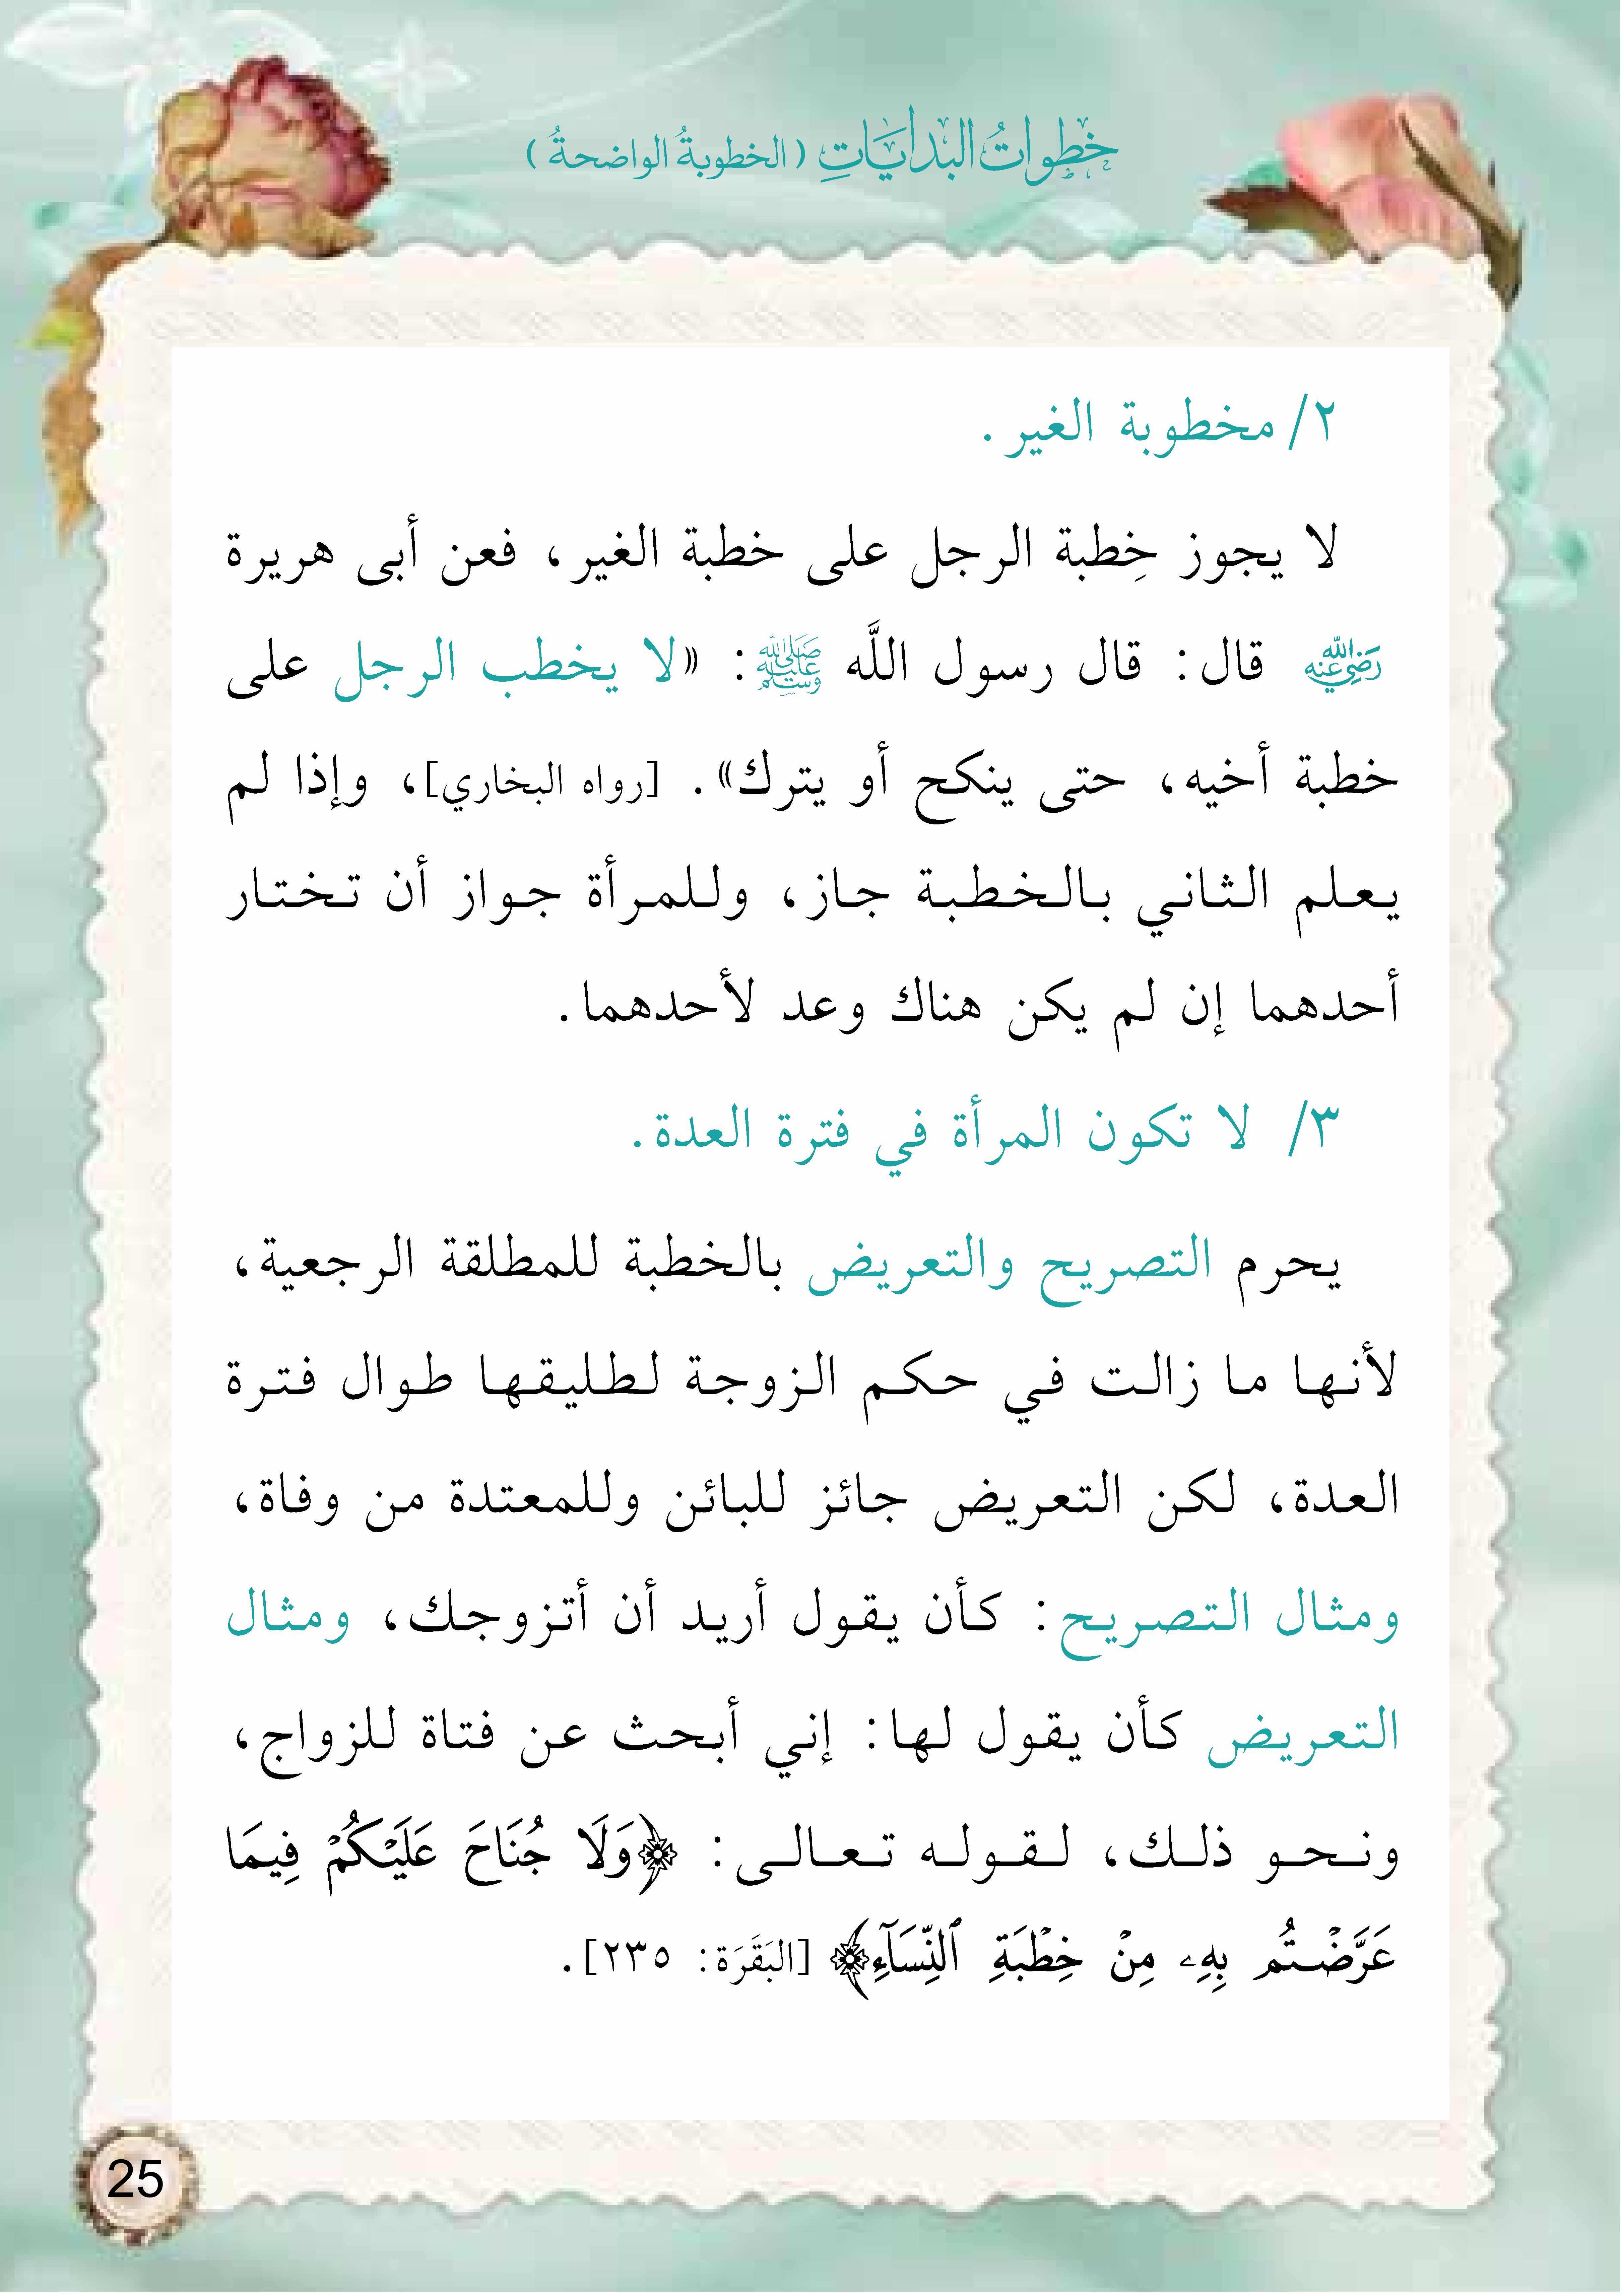 خطواتُ البداياتِ ( الخطوبةُ الواضحةُ )
٢/ مخطوبة الغير .
لا يجوز خِطبة الرجل على خطبة الغير، فعن أبى هريرة
رضي الله عنه قال: قال رسول اللَّه ﷺ: «لا يخطب الرجل على
خطبة أخيه، حتى ينكح أو يترك». [رواه البخاري]، وإذا لم
يعلم الثاني بالخطبة جاز، وللمرأة جواز أن تختار
أحدهما إن لم يكن هناك وعد لأحدهما.
٣/ لا تكون المرأة في فترة العدة.
يحرم التصريح والتعريض بالخطبة للمطلقة الرجعية،
لأنها ما زالت في حكم الزوجة لطليقها طوال فترة
العدة، لكن التعريض جائز للبائن وللمعتدة من وفاة،
ومثال التصريح: كأن يقول أريد أن أتزوجك، ومثال
التعريض كأن يقول لها: إني أبحث عن فتاة للزواج،
ونحو ذلك، لقوله تعالى: ﴿وَلَا جُنَاحَ عَلَيْكُمْ فِيمَا
عَرَّضْتُم بِهِۦ مِنْ خِطْبَةِ ٱلنِّسَآءِ﴾ [البَقَرَة: ٢٣٥].
25